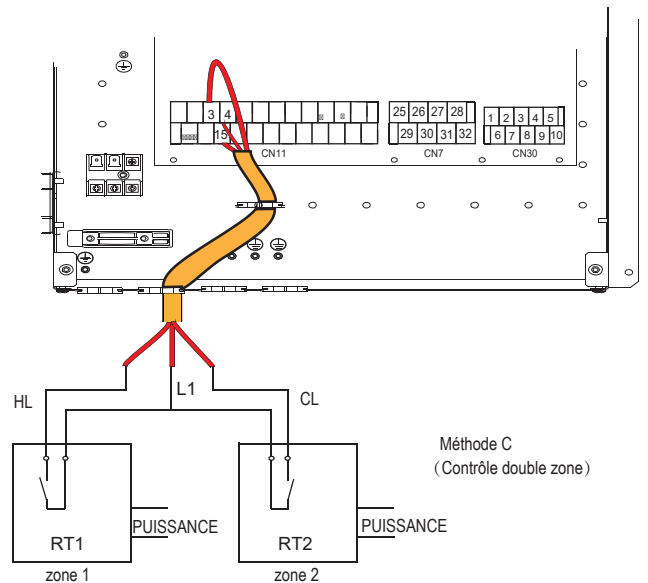 3 4 25 26 27 28 1 2 3 4 5
15 29 30 31 32 6 7 8 9 10
CN11 CN7 CN30
L1
HL CL
Méthode C
（Contrôle double zone）
PUISSANCE PUISSANCE
RT1 RT2
zone 1 zone 2